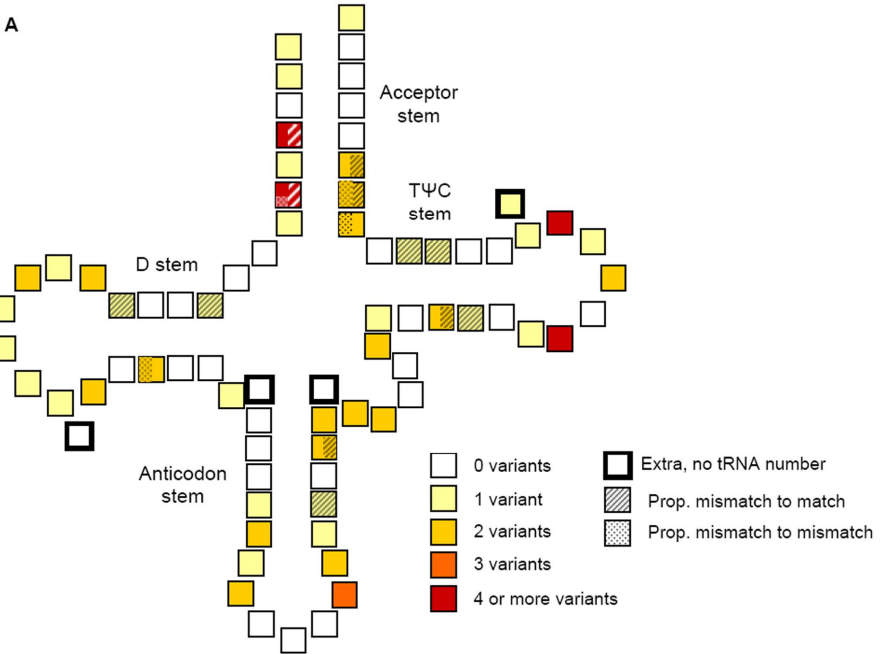 A
Acceptor
stem
TΨC
stem
D stem
Anticodon
stem
0 variants
1 variant
2 variants
3 variants
4 or more variants
Extra, no tRNA number
Prop. mismatch to match
Prop. mismatch to mismatch